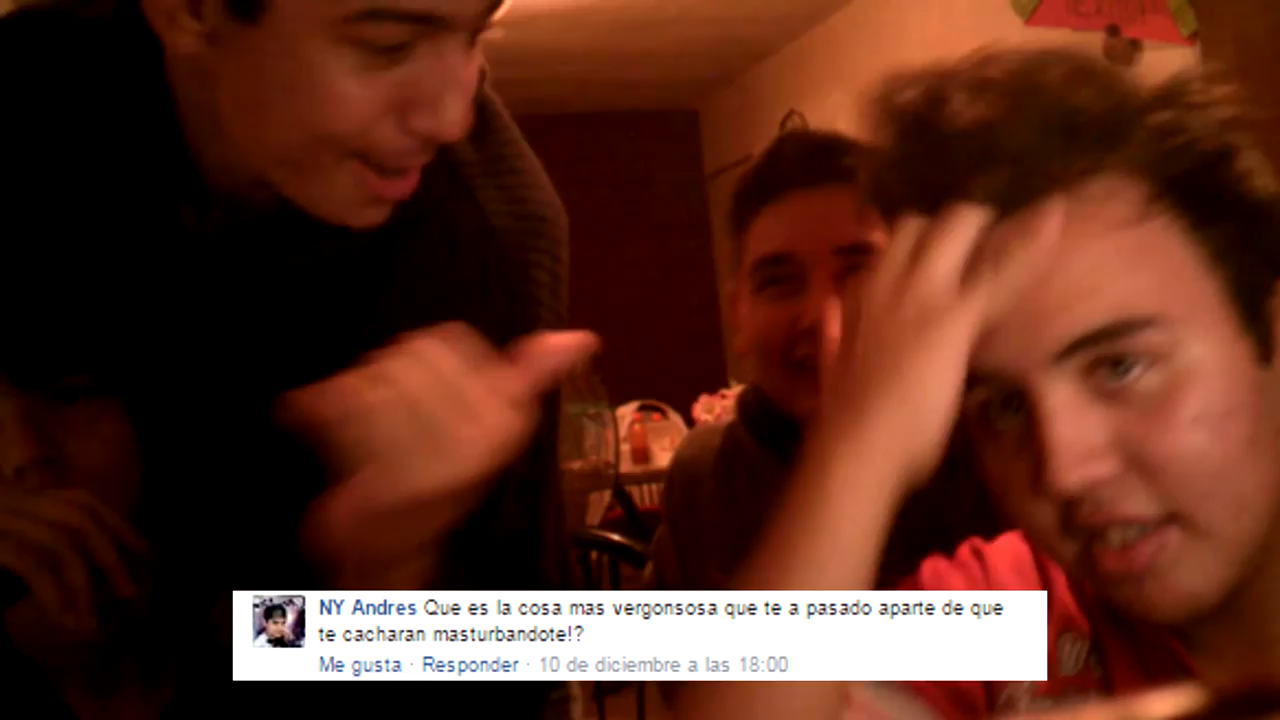 NY Andres Que es la cosa mas vergonsosa que te a pasado aparte de que
te cacharan masturbandote!?
Me gusta · Responder · 10 de diciembre a las 18:00